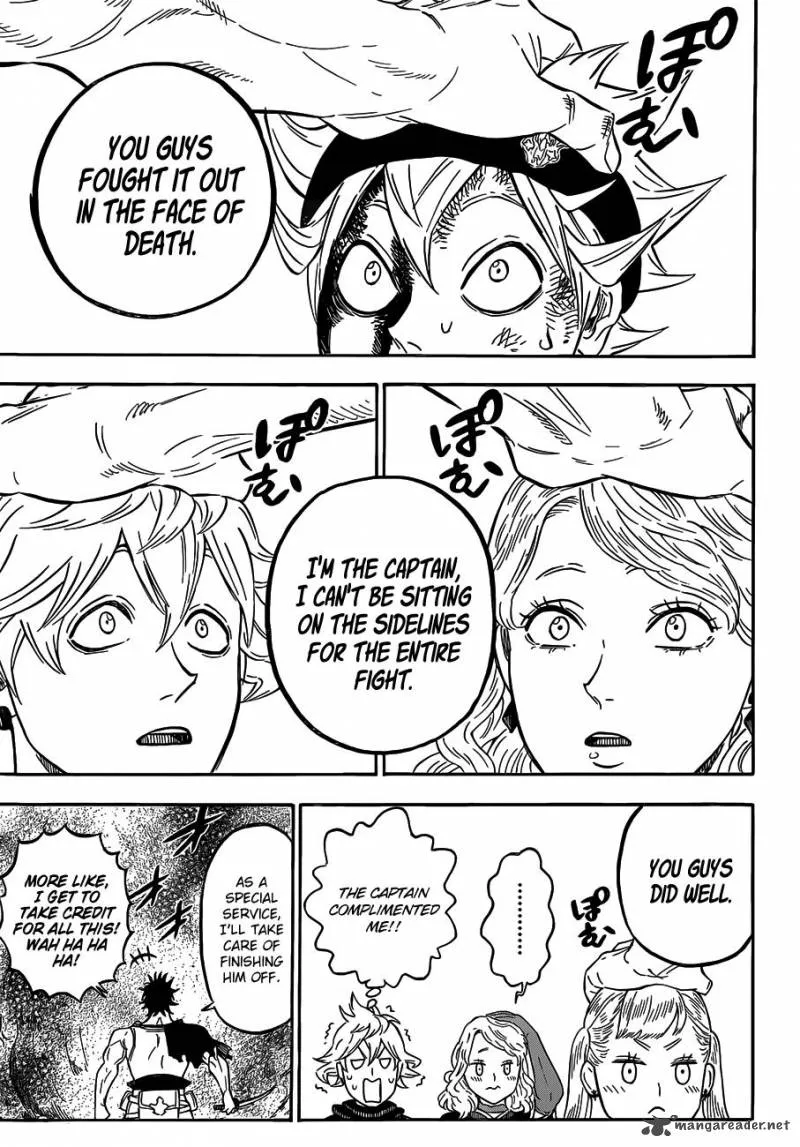 ぽむ
YOU GUYS
FOUGHT IT OUT
IN THE FACE OF
DEATH.
ぽむ
ぽむ
I'M THE CAPTAIN,
I CAN'T BE SITTING
ON THE SIDELINES
FOR THE ENTIRE
FIGHT.
YOU GUYS
DID WELL.
ぽむ
..........
THE CAPTAIN
COMPLIMENTED
ME!!
AS A
SPECIAL
SERVICE,
I'LL TAKE
CARE OF
FINISHING
HIM OFF.
MORE LIKE,
I GET TO
TAKE CREDIT
FOR ALL THIS!
WAH HA HA
HA!
mangareader.net